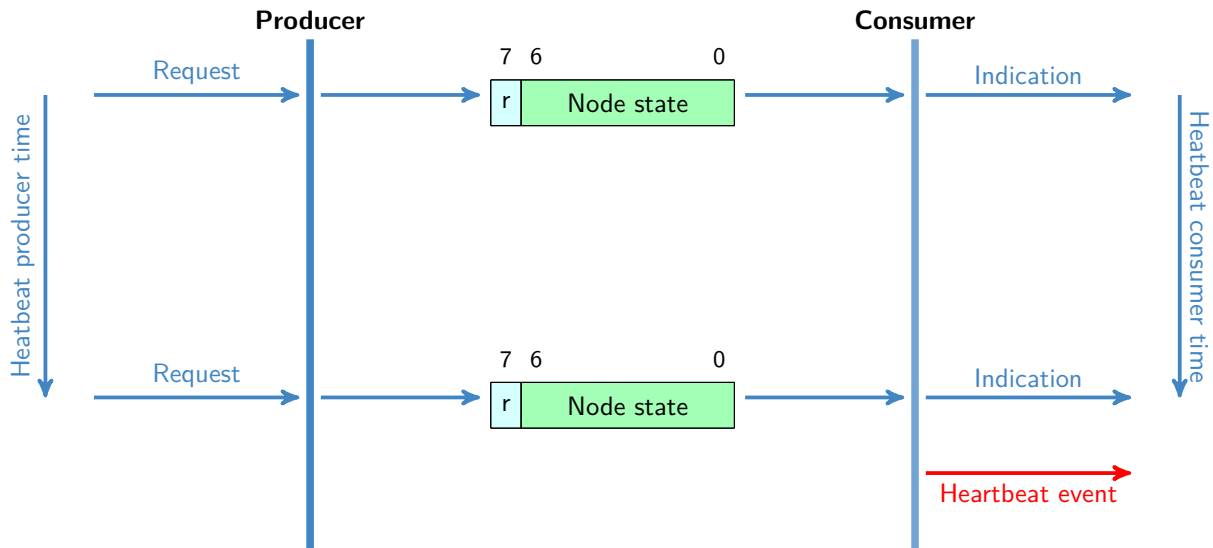 Producer
Consumer
Request
7 6 0
r Node state
Indication
Heatbeat producer time
Heatbeat consumer time
Request
7 6 0
r Node state
Indication
Heartbeat event